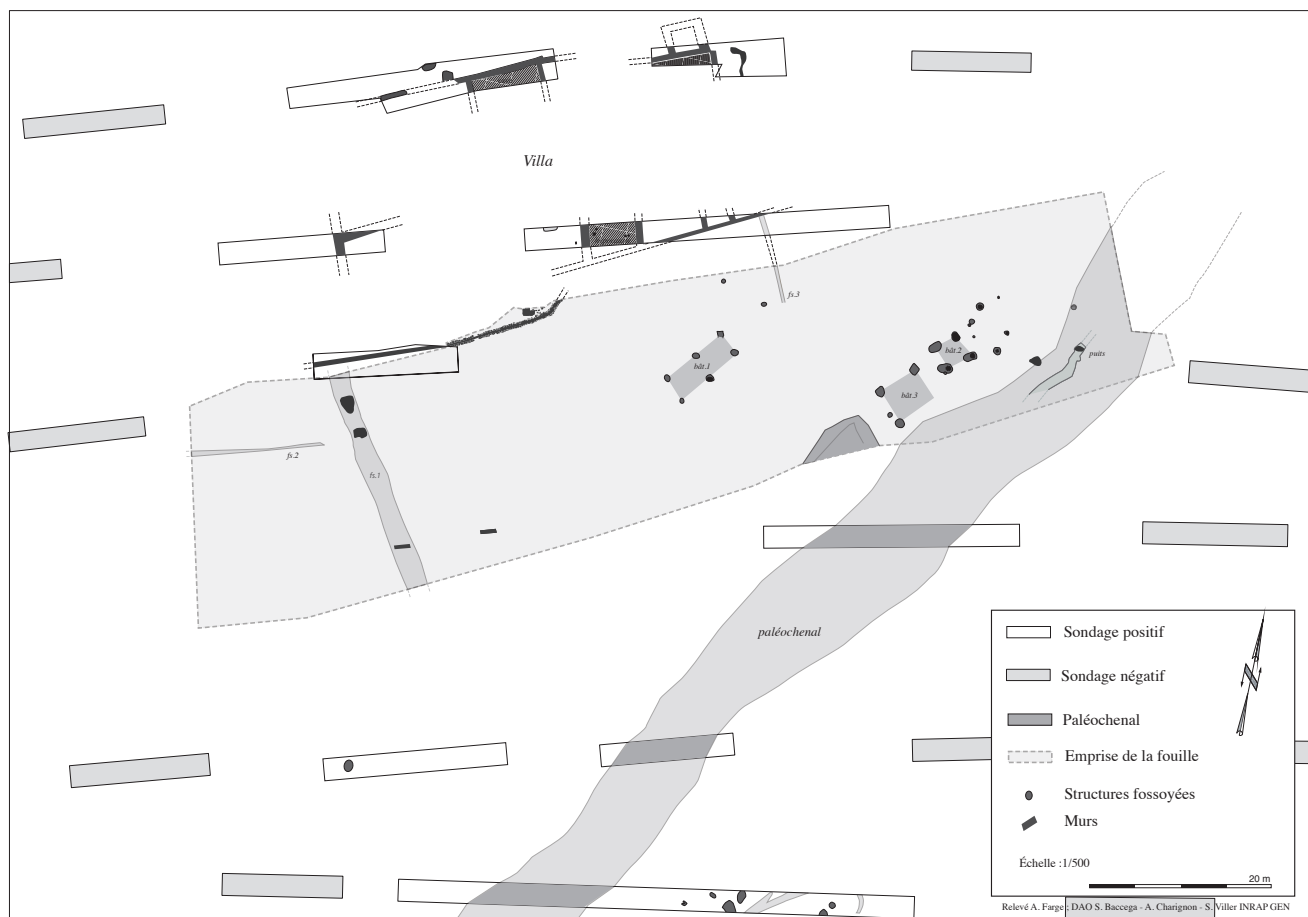 Villa
fs.3
bât.1
bât.2
puits
bât.3
fs.2
fs.1
paléochenal
Sondage positif
Sondage négatif
Paléochenal
Emprise de la fouille
Structures fossoyées
Murs
Échelle :1/500
20 m
Relevé A. Farge ; DAO S. Baccega - A. Charignon - S. Viller INRAP GEN